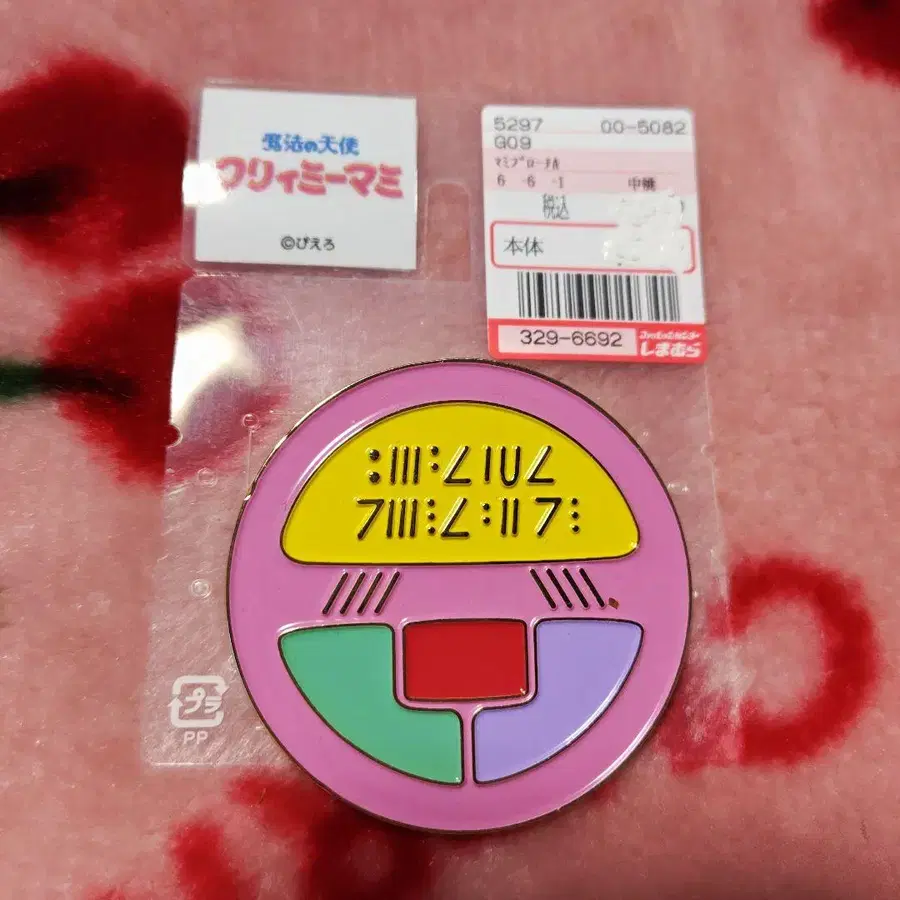 魔法の天使
クリィミーマミ
©ぴえろ
5297 00-5082
G09
ﾏﾐﾌﾞﾛｰﾁA
6 -6 -1
税込
本体
329-6692
ファッションセンター
しまむら
プラ
PP